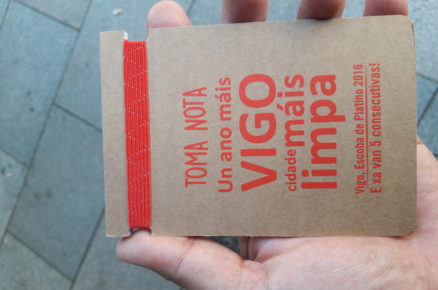 TOMA NOTA
Un ano máis
VIGO
cidade máis
limpa
Vigo, Escoba de Platino 2016
E xa van 5 consecutivas!